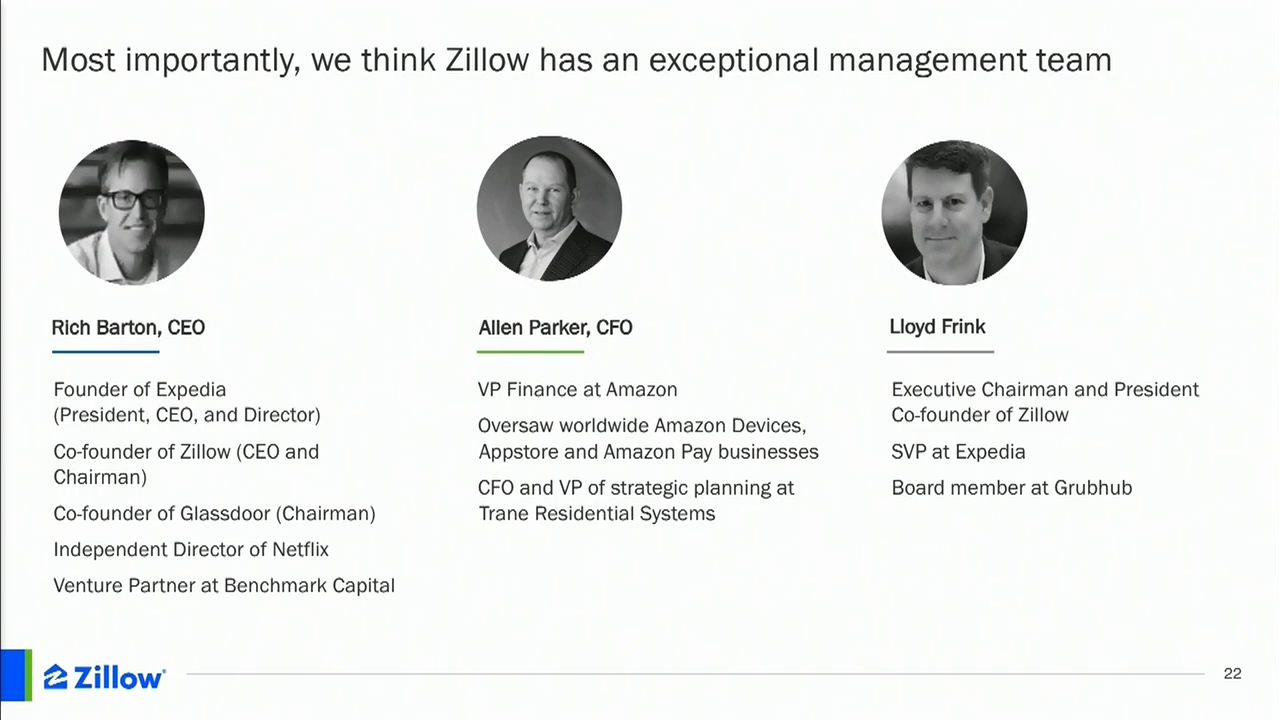 Most importantly, we think Zillow has an exceptional management team
Rich Barton, CEO
Founder of Expedia
(President, CEO, and Director)
Co-founder of Zillow (CEO and
Chairman)
Co-founder of Glassdoor (Chairman)
Independent Director of Netflix
Venture Partner at Benchmark Capital
Allen Parker, CFO
VP Finance at Amazon
Oversaw worldwide Amazon Devices,
Appstore and Amazon Pay businesses
CFO and VP of strategic planning at
Trane Residential Systems
Lloyd Frink
Executive Chairman and President
Co-founder of Zillow
SVP at Expedia
Board member at Grubhub
Zillow
22